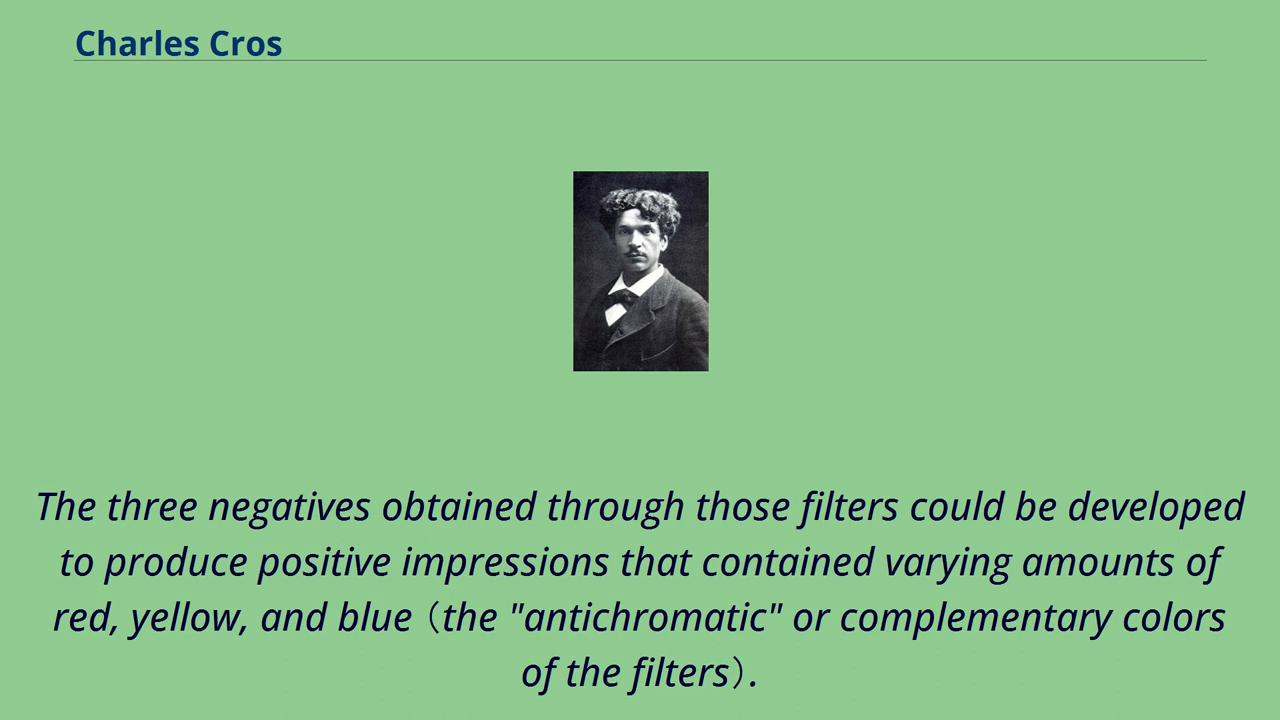 Charles Cros
The three negatives obtained through those filters could be developed
to produce positive impressions that contained varying amounts of
red, yellow, and blue（the "antichromatic" or complementary colors
of the filters）.